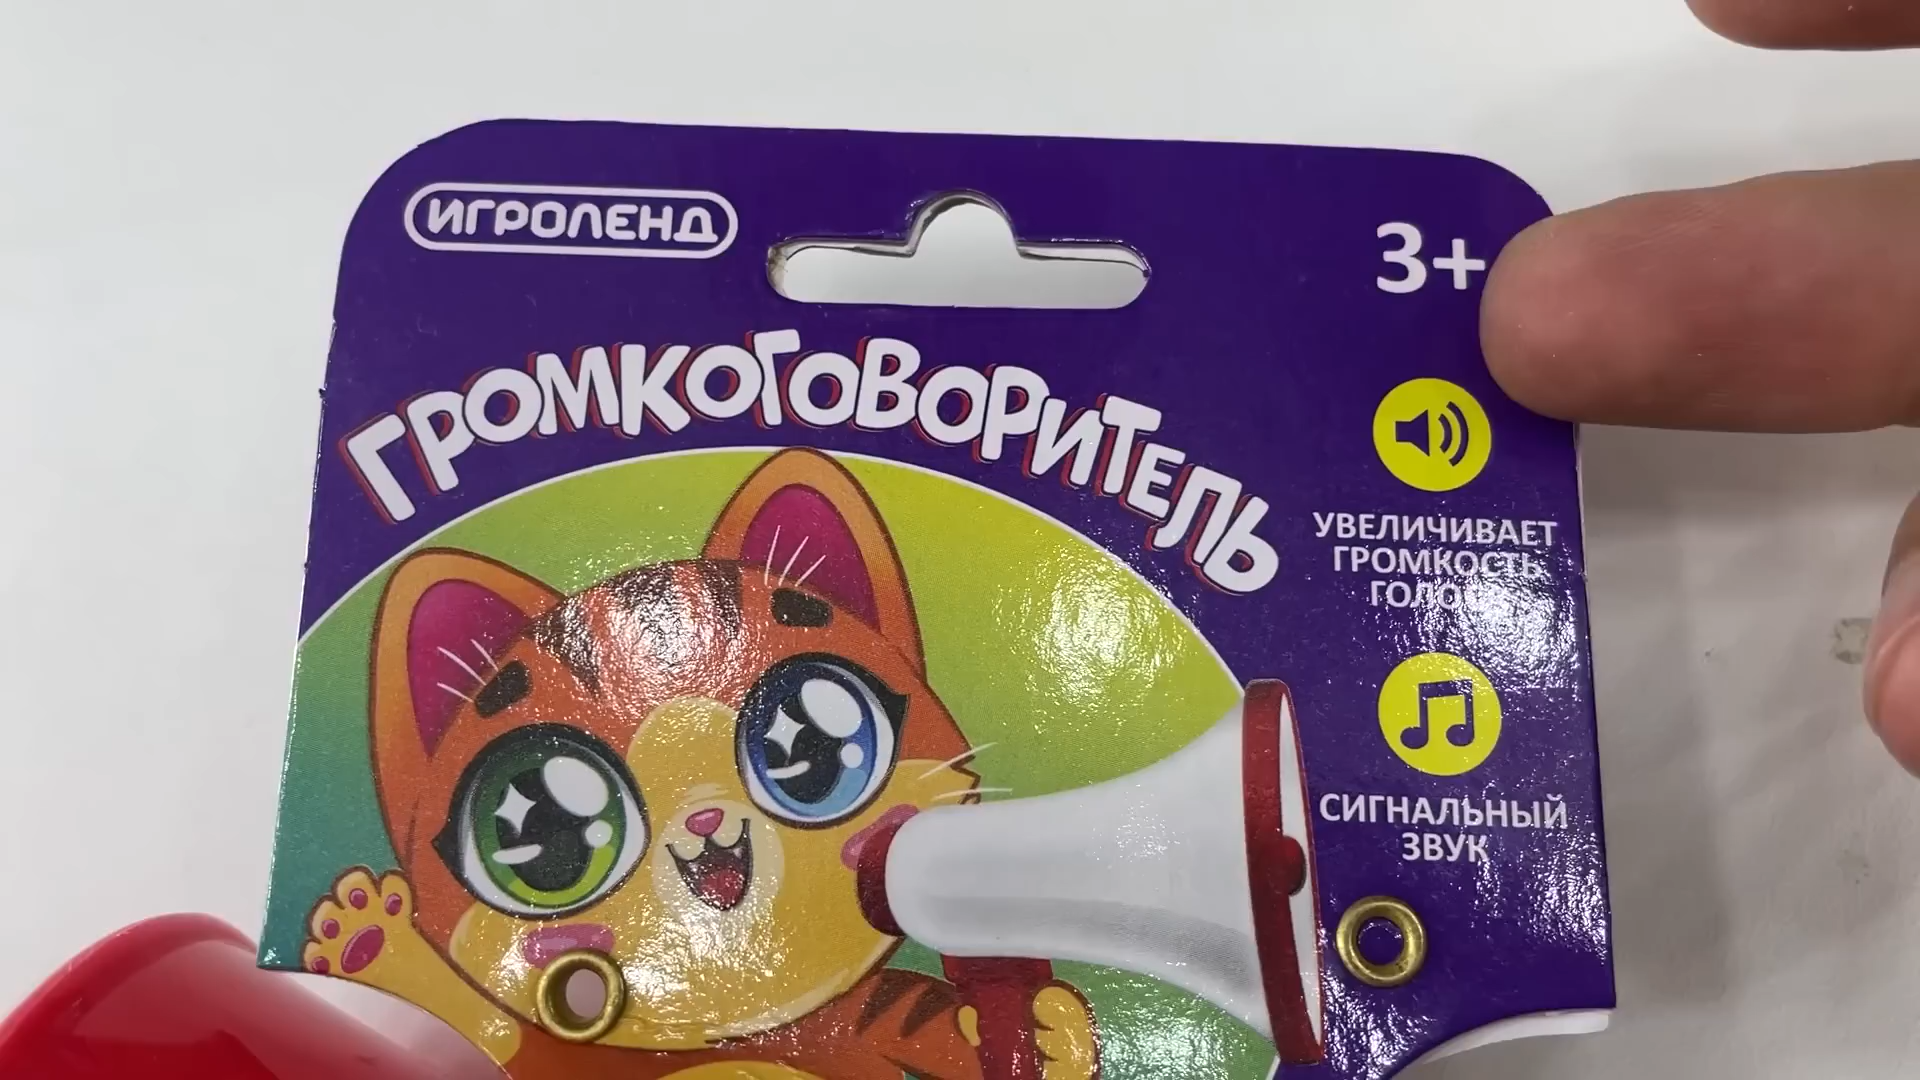 ИГРОЛЕНД
3+
ГРОМКОГОВОРИТЕЛЬ
УВЕЛИЧИВАЕТ
ГРОМКОСТЬ
СИГНАЛЬНЫЙ
ЗВУК